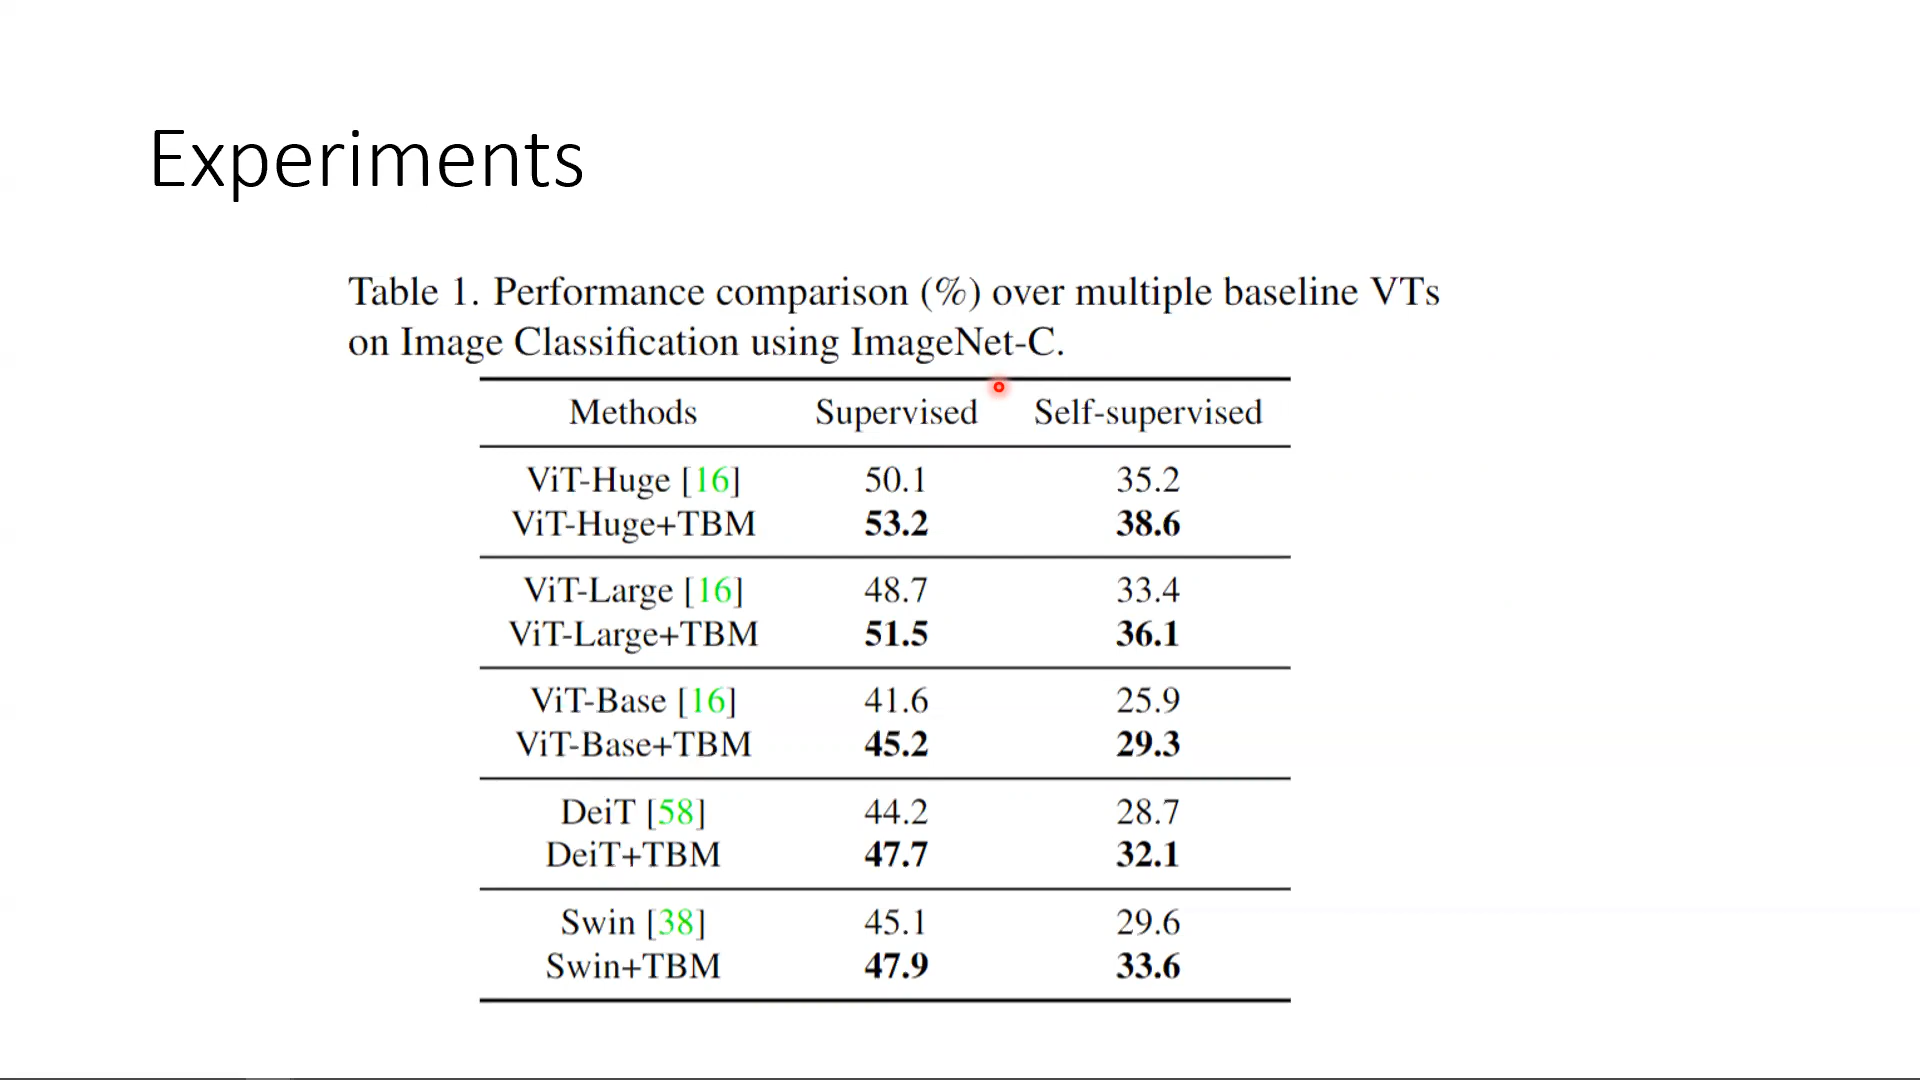 Experiments
Table 1. Performance comparison (%) over multiple baseline VTs
on Image Classification using ImageNet-C.
Methods Supervised Self-supervised
ViT-Huge [16] 50.1 35.2
ViT-Huge+TBM 53.2 38.6
ViT-Large [16] 48.7 33.4
ViT-Large+TBM 51.5 36.1
ViT-Base [16] 41.6 25.9
ViT-Base+TBM 45.2 29.3
DeiT [58] 44.2 28.7
DeiT+TBM 47.7 32.1
Swin [38] 45.1 29.6
Swin+TBM 47.9 33.6